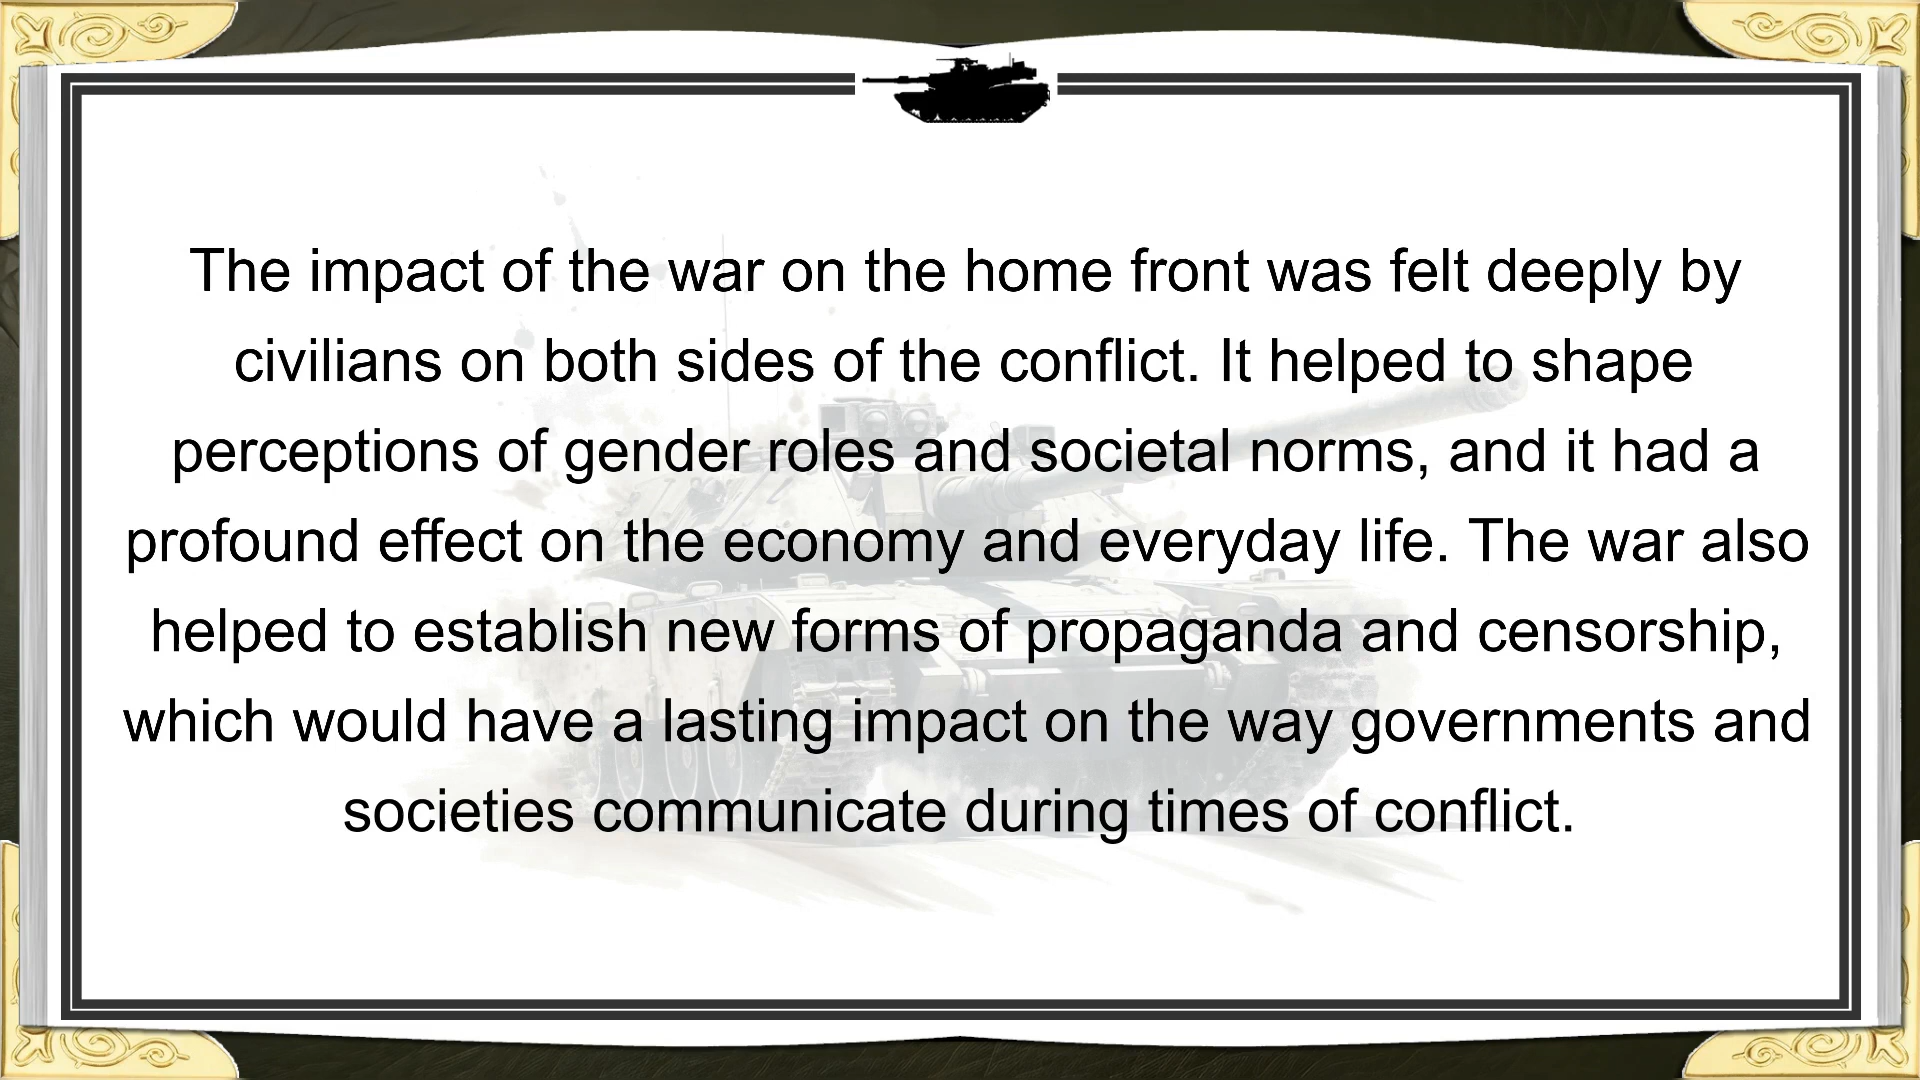 The impact of the war on the home front was felt deeply by
civilians on both sides of the conflict. It helped to shape
perceptions of gender roles and societal norms, and it had a
profound effect on the economy and everyday life. The war also
helped to establish new forms of propaganda and censorship,
which would have a lasting impact on the way governments and
societies communicate during times of conflict.